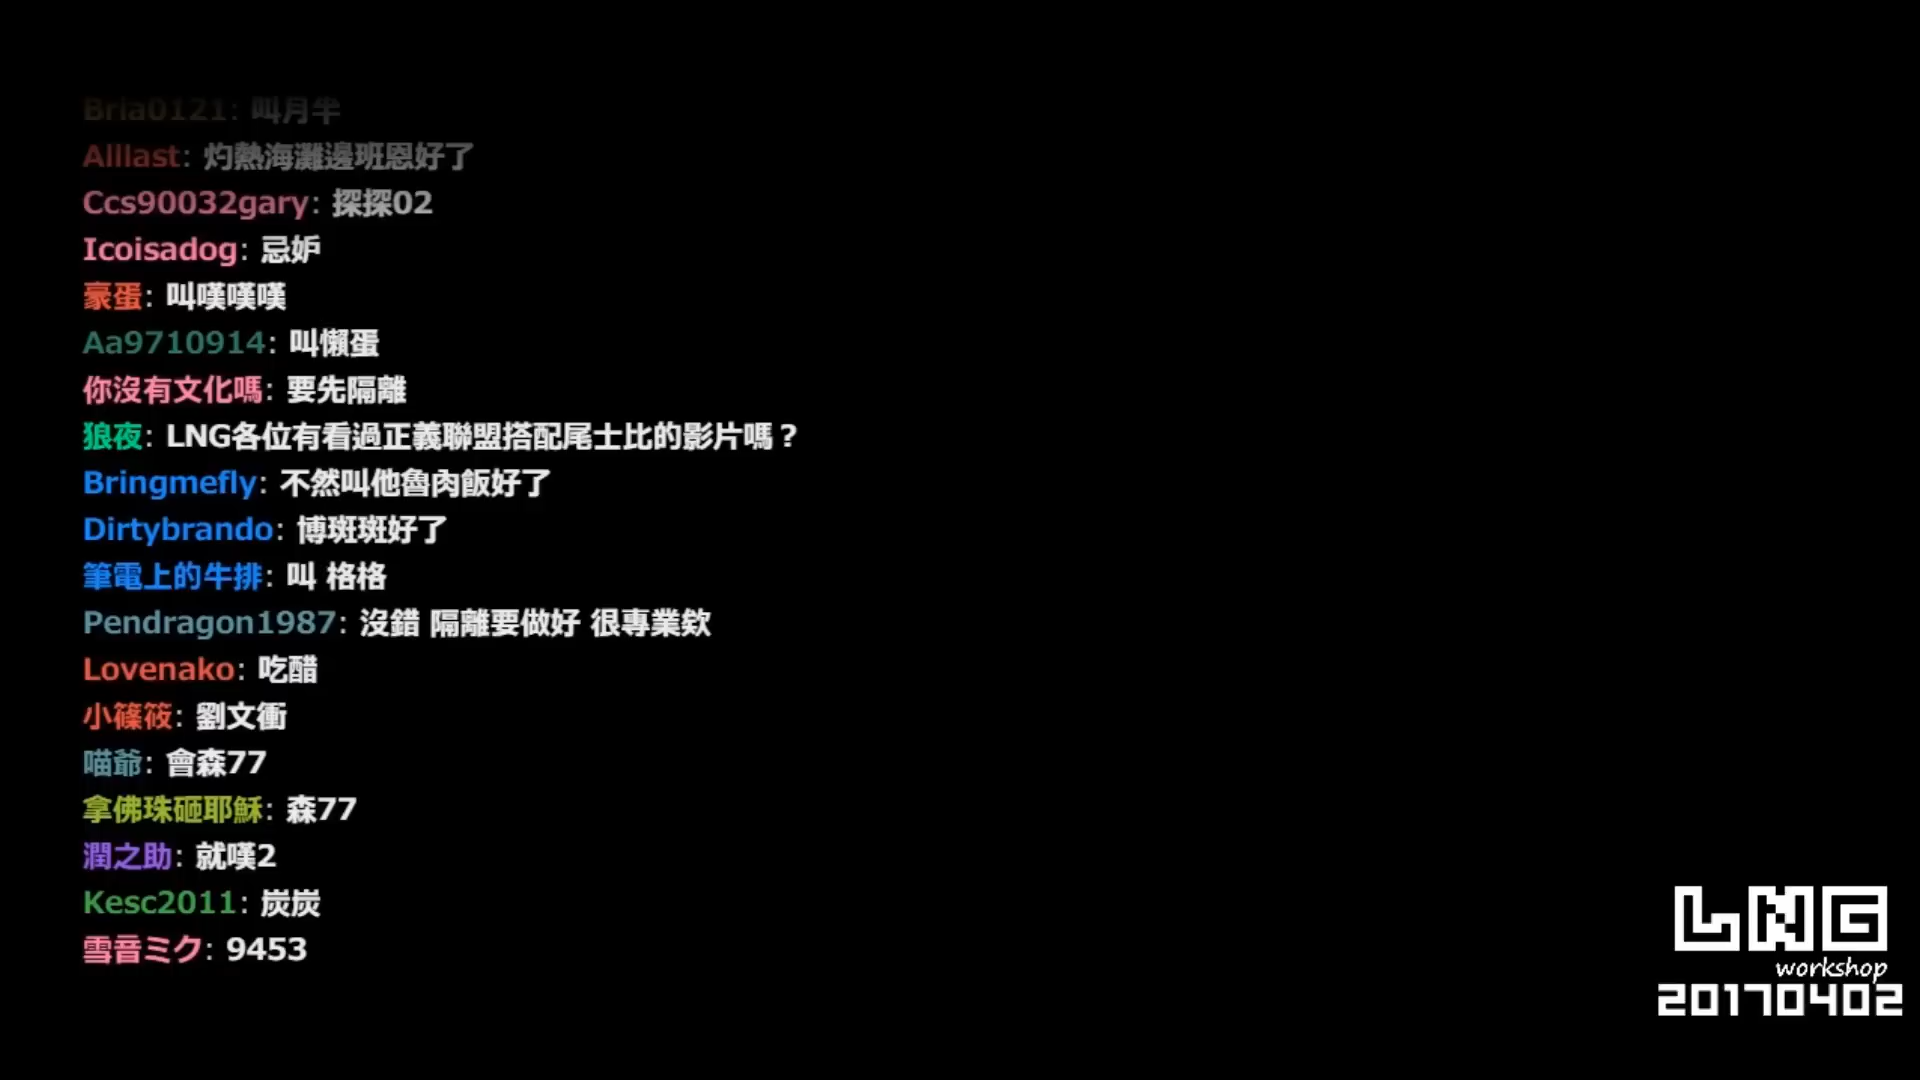 Bria0121: 叫月半
Alllast: 灼熱海灘邊班恩好了
Ccs90032gary: 探探02
Icoisadog: 忌妒
豪蛋: 叫嘆嘆嘆
Aa9710914: 叫懶蛋
你沒有文化嗎: 要先隔離
狼夜: LNG各位有看過正義聯盟搭配尾士比的影片嗎？
Bringmefly: 不然叫他魯肉飯好了
Dirtybrando: 博斑斑好了
筆電上的牛排: 叫 格格
Pendragon1987: 沒錯 隔離要做好 很專業欸
Lovenako: 吃醋
小篠筱: 劉文衝
喵爺: 會森77
拿佛珠砸耶穌: 森77
潤之助: 就嘆2
Kesc2011: 炭炭
雪音ミク: 9453
LNG
workshop
20170402